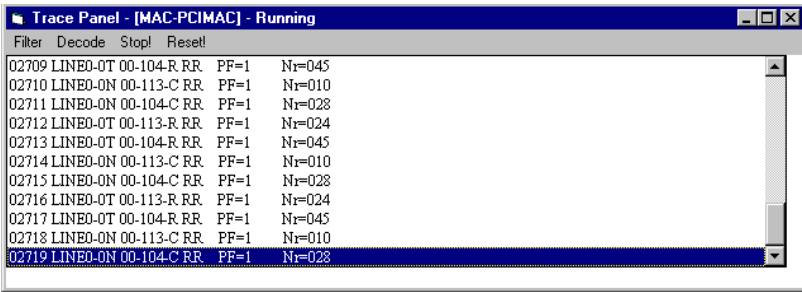 Trace Panel - [MAC-PCIMAC] - Running
Filter Decode Stop! Reset!
02709 LINE0-0T 00-104-R RR PF=1 Nr=045
02710 LINE0-0N 00-113-C RR PF=1 Nr=010
02711 LINE0-0N 00-104-C RR PF=1 Nr=028
02712 LINE0-0T 00-113-R RR PF=1 Nr=024
02713 LINE0-0T 00-104-R RR PF=1 Nr=045
02714 LINE0-0N 00-113-C RR PF=1 Nr=010
02715 LINE0-0N 00-104-C RR PF=1 Nr=028
02716 LINE0-0T 00-113-R RR PF=1 Nr=024
02717 LINE0-0T 00-104-R RR PF=1 Nr=045
02718 LINE0-0N 00-113-C RR PF=1 Nr=010
02719 LINE0-0N 00-104-C RR PF=1 Nr=028